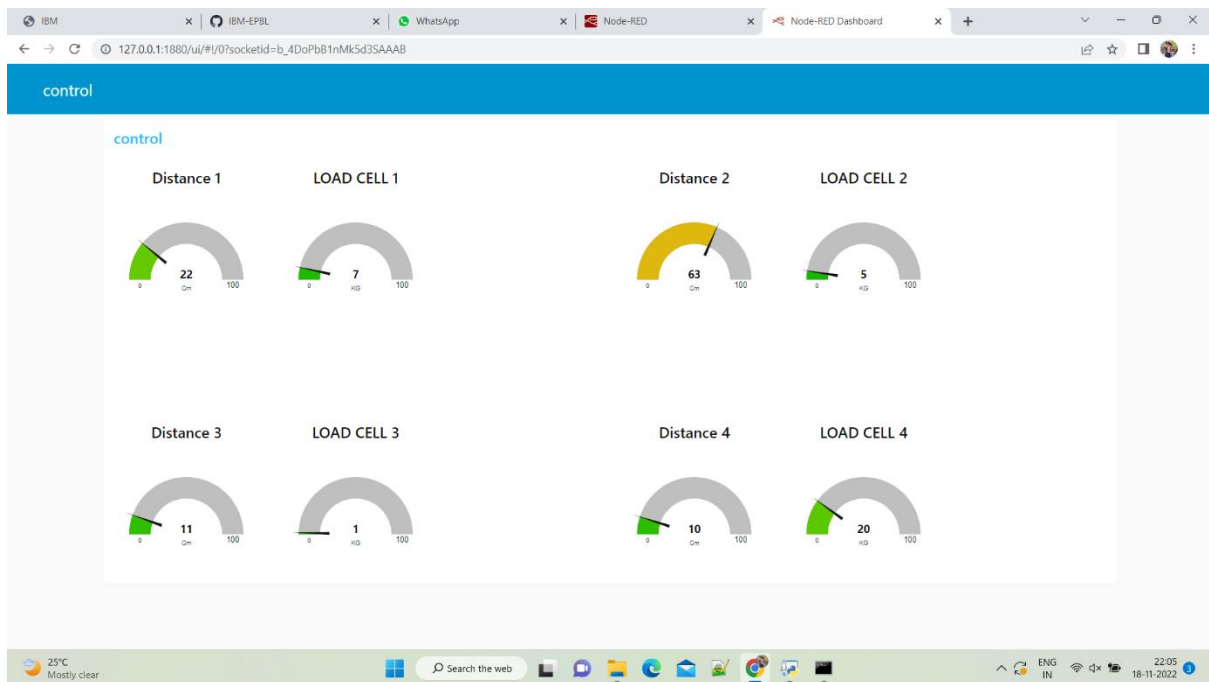 IBM
IBM-EPBL
WhatsApp
Node-RED
Node-RED Dashboard
127.0.0.1:1880/ui/#!/0?socketid=b_4DoPbB1nMk5d3SAAAB
control
control
Distance 1 LOAD CELL 1 Distance 2 LOAD CELL 2
22 7 63 5
0 Cm 100 0 KG 100 0 Cm 100 0 KG 100
Distance 3 LOAD CELL 3 Distance 4 LOAD CELL 4
11 1 10 20
0 Cm 100 0 KG 100 0 Cm 100 0 KG 100
25°C
Mostly clear
Search the web
ENG
IN
22:05
18-11-2022
3